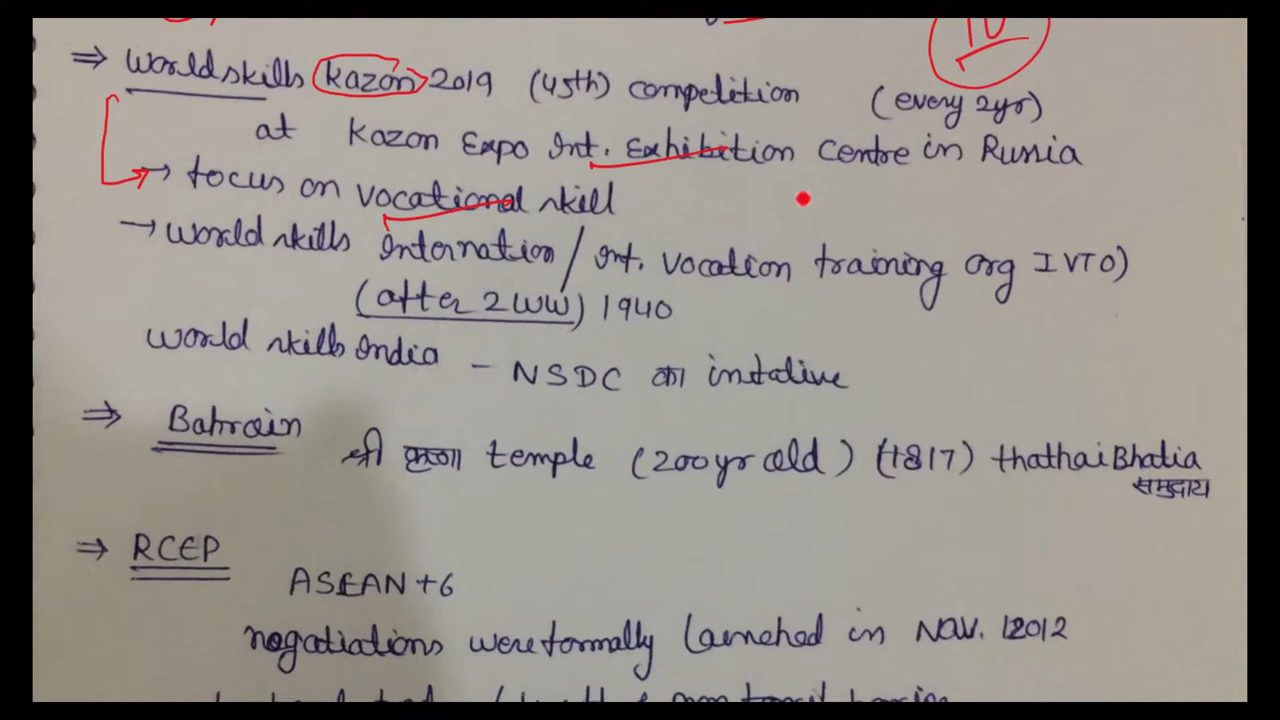 10
⇒ Worldskills Kazan 2019 (45th) competition (every 2yr)
at Kazan Expo Int. Exhibition Centre in Russia
→ focus on vocational skill
→ World skills Internation / Int. vocation training org IVTO)
(after 2WW) 1940
World skills India - NSDC का initative
⇒ Bahrain श्री कृष्णा temple (200yr old) (1817) thathai Bhatia
समुदाय
⇒ RCEP
ASEAN +6
negotiations were formally launched in Nov. 2012